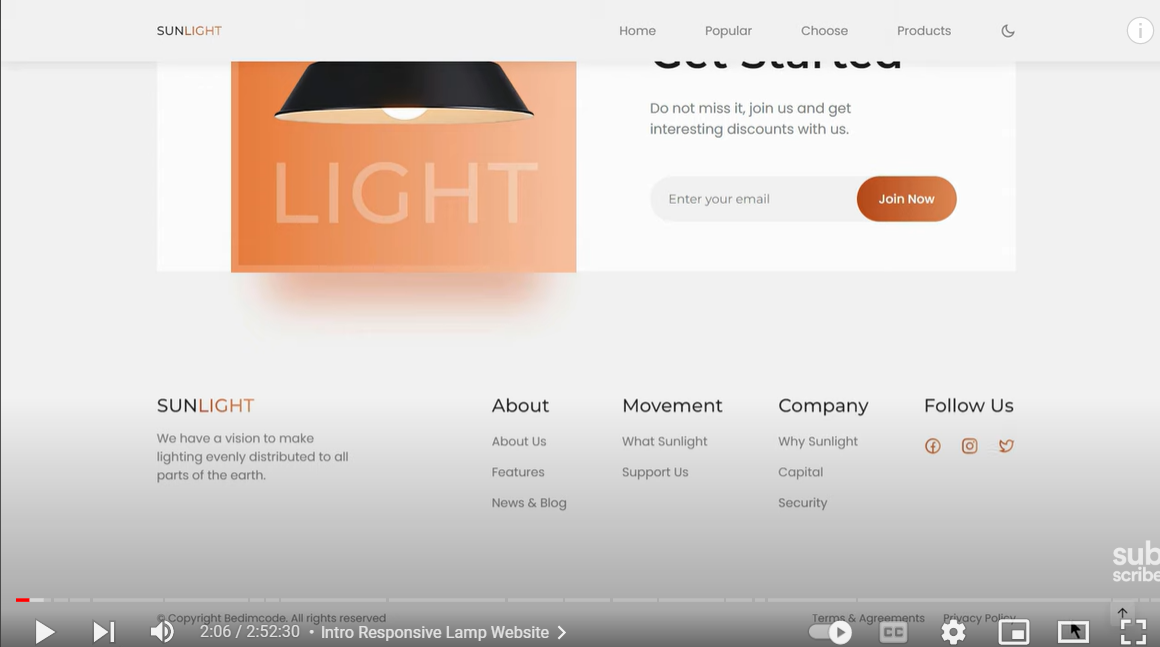 SUNLIGHT
Home Popular Choose Products
Get Started
Do not miss it, join us and get
interesting discounts with us.
LIGHT
Enter your email Join Now
SUNLIGHT
We have a vision to make
lighting evenly distributed to all
parts of the earth.
About
About Us
Features
News & Blog
Movement
What Sunlight
Support Us
Company
Why Sunlight
Capital
Security
Follow Us
sub
scribe
© Copyright Bedimcode. All rights reserved
Terms & Agreements Privacy Policy
2:06 / 2:52:30 • Intro Responsive Lamp Website
CC